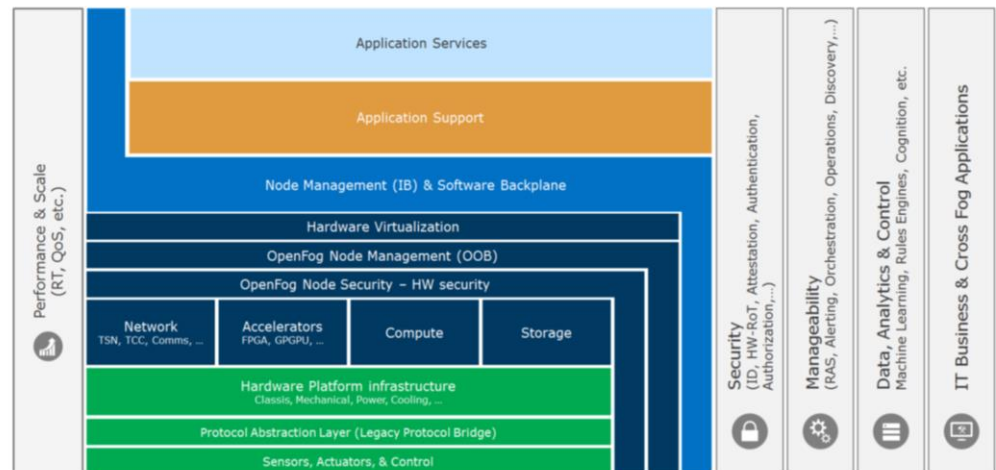 Performance & Scale
(RT, QoS, etc.)
Application Services
Application Support
Node Management (IB) & Software Backplane
Hardware Virtualization
OpenFog Node Management (OOB)
OpenFog Node Security – HW security
Network
TSN, TCC, Comms, ...
Accelerators
FPGA, GPGPU, ...
Compute
Storage
Hardware Platform infrastructure
Classis, Mechanical, Power, Cooling, ...
Protocol Abstraction Layer (Legacy Protocol Bridge)
Sensors, Actuators, & Control
Security
(ID, HW-RoT, Attestation, Authentication,
Authorization,...)
Manageability
(RAS, Alerting, Orchestration, Operations, Discovery,...)
Data, Analytics & Control
Machine Learning, Rules Engines, Cognition, etc.
IT Business & Cross Fog Applications